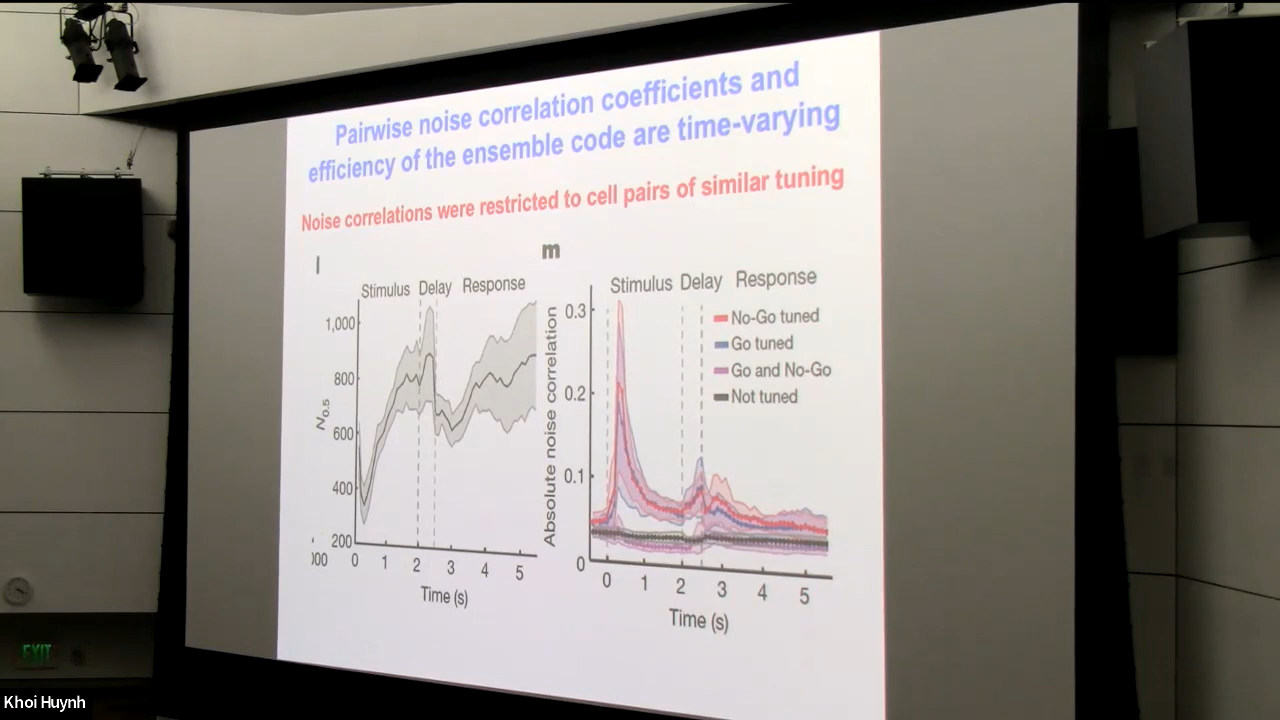 Pairwise noise correlation coefficients and
efficiency of the ensemble code are time-varying
Noise correlations were restricted to cell pairs of similar tuning
l
Stimulus Delay Response
1,000
800
600
400
200
N0.5
000 0 1 2 3 4 5
Time (s)
m
Stimulus Delay Response
0.3
0.2
0.1
0
Absolute noise correlation
No-Go tuned
Go tuned
Go and No-Go
Not tuned
0 1 2 3 4 5
Time (s)
EXIT
Khoi Huynh